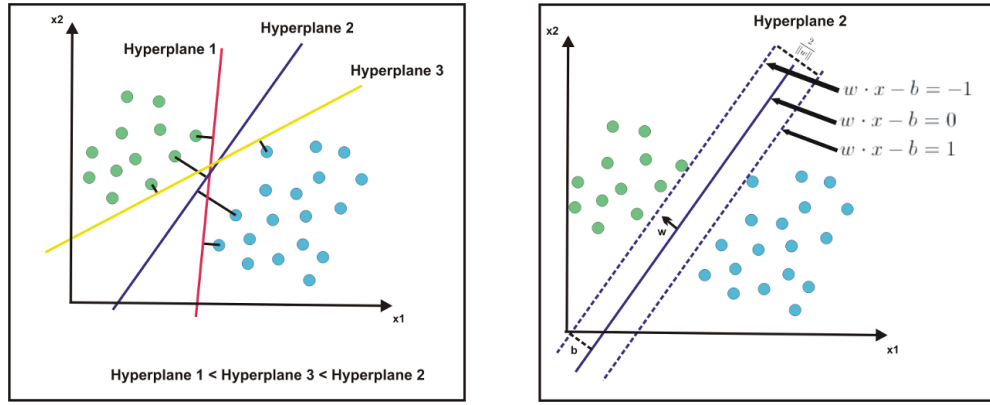 x2
Hyperplane 1
Hyperplane 2
Hyperplane 3
x1
Hyperplane 1 < Hyperplane 3 < Hyperplane 2
Hyperplane 2
x2
2
||w||
w · x − b = −1
w · x − b = 0
w · x − b = 1
w
b
x1